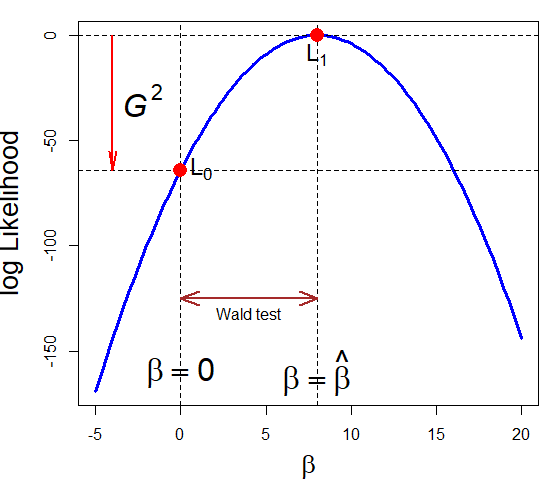 0
-50
-100
-150
log Likelihood
G²
L₁
L₀
Wald test
β = 0
β = β̂
-5
0
5
10
15
20
β